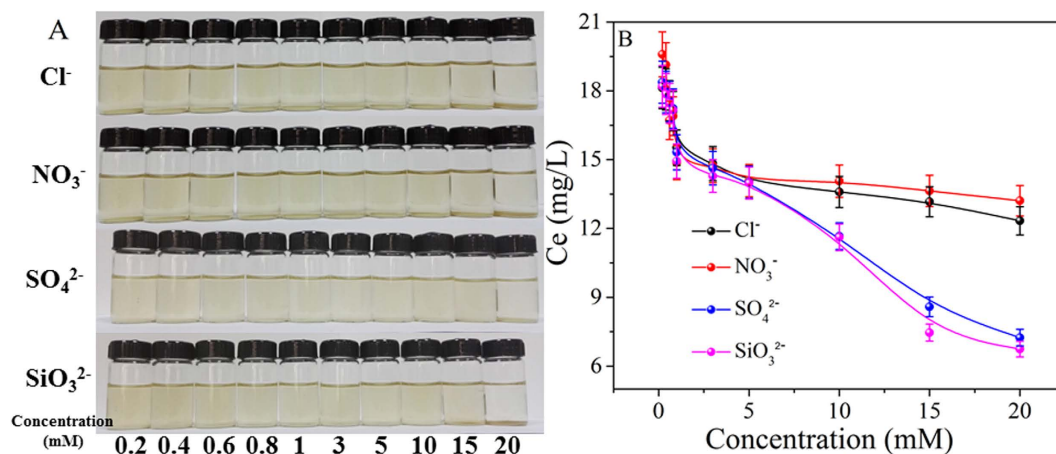 A
Cl⁻
NO₃⁻
SO₄²⁻
SiO₃²⁻
Concentration
(mM)
0.2 0.4 0.6 0.8 1 3 5 10 15 20
B
21
18
15
12
9
6
Ce (mg/L)
Cl⁻
NO₃⁻
SO₄²⁻
SiO₃²⁻
0 5 10 15 20
Concentration (mM)